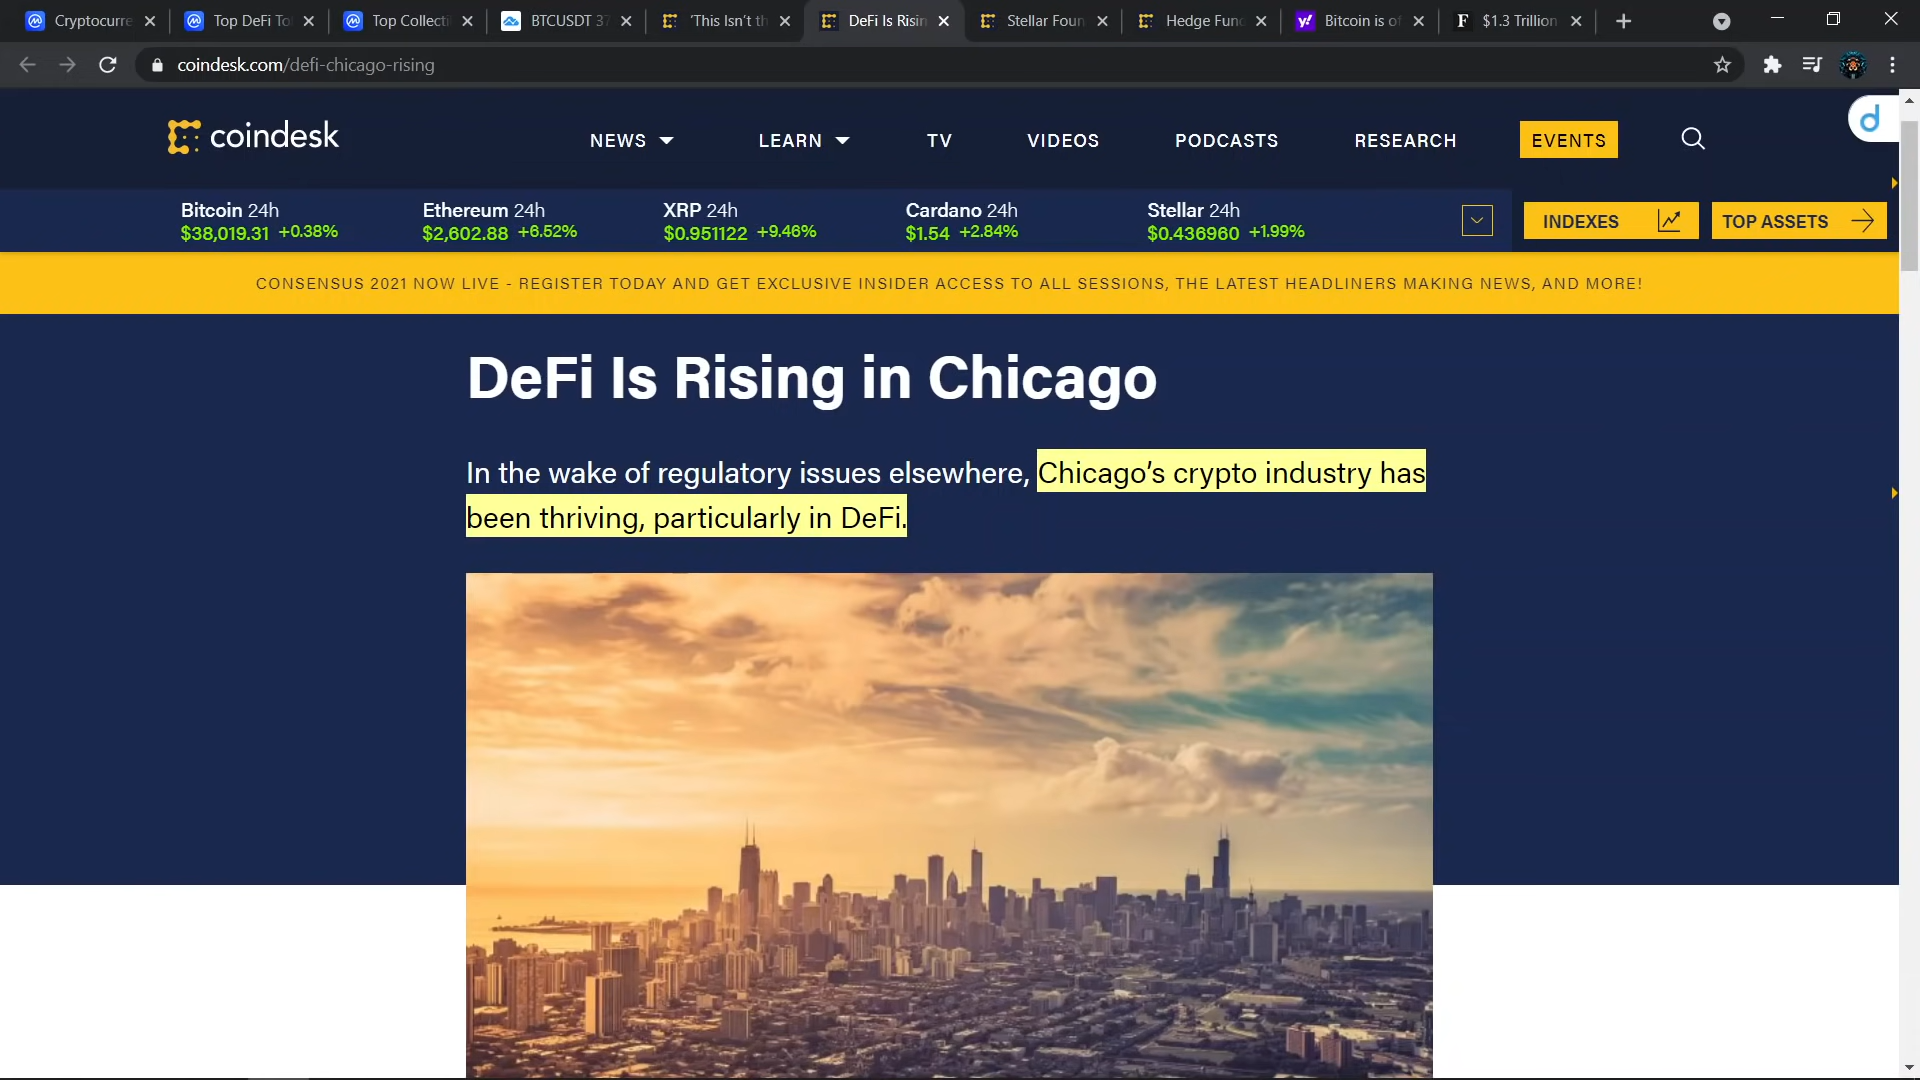 Cryptocurre
Top DeFi To
Top Collecti
BTCUSDT 37
'This Isn't th
DeFi Is Risin
Stellar Foun
Hedge Fund
Bitcoin is of
$1.3 Trillion
coindesk.com/defi-chicago-rising
coindesk
NEWS
LEARN
TV
VIDEOS
PODCASTS
RESEARCH
EVENTS
Bitcoin 24h
$38,019.31 +0.38%
Ethereum 24h
$2,602.88 +6.52%
XRP 24h
$0.951122 +9.46%
Cardano 24h
$1.54 +2.84%
Stellar 24h
$0.436960 +1.99%
INDEXES
TOP ASSETS
CONSENSUS 2021 NOW LIVE - REGISTER TODAY AND GET EXCLUSIVE INSIDER ACCESS TO ALL SESSIONS, THE LATEST HEADLINERS MAKING NEWS, AND MORE!
DeFi Is Rising in Chicago
In the wake of regulatory issues elsewhere, Chicago's crypto industry has
been thriving, particularly in DeFi.